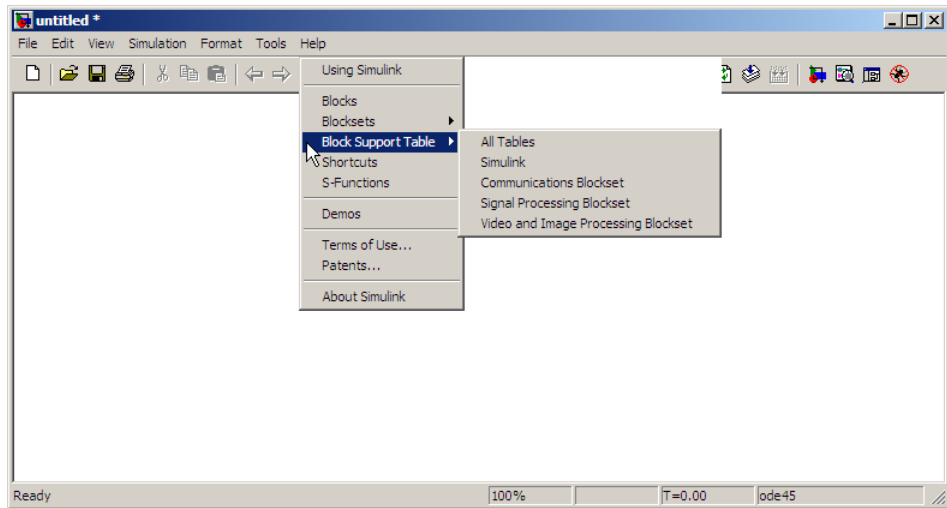 untitled *
File Edit View Simulation Format Tools Help
Using Simulink
Blocks
Blocksets
Block Support Table
Shortcuts
S-Functions
Demos
Terms of Use...
Patents...
About Simulink
All Tables
Simulink
Communications Blockset
Signal Processing Blockset
Video and Image Processing Blockset
Ready 100% T=0.00 ode45